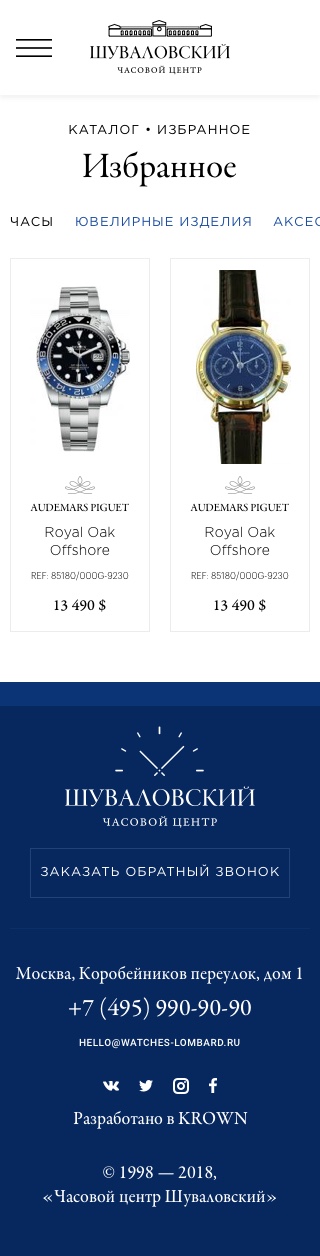 ШУВАЛОВСКИЙ
ЧАСОВОЙ ЦЕНТР
КАТАЛОГ • ИЗБРАННОЕ
Избранное
ЧАСЫ ЮВЕЛИРНЫЕ ИЗДЕЛИЯ АКСЕС
AUDEMARS PIGUET
Royal Oak
Offshore
REF: 85180/000G-9230
13 490 $
AUDEMARS PIGUET
Royal Oak
Offshore
REF: 85180/000G-9230
13 490 $
ШУВАЛОВСКИЙ
ЧАСОВОЙ ЦЕНТР
ЗАКАЗАТЬ ОБРАТНЫЙ ЗВОНОК
Москва, Коробейников переулок, дом 1
+7 (495) 990-90-90
HELLO@WATCHES-LOMBARD.RU
Разработано в KROWN
© 1998 — 2018,
«Часовой центр Шуваловский»